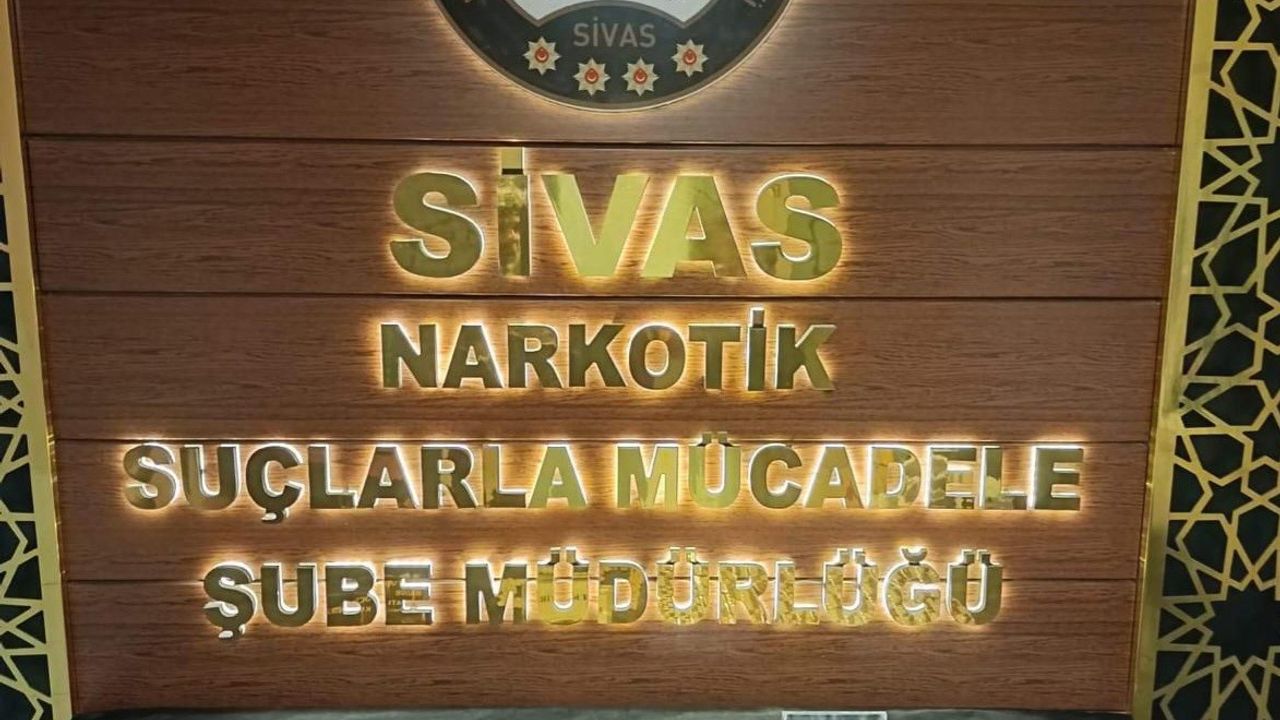 SİVAS
SİVAS
NARKOTİK
SUÇLARLA MÜCADELE
ŞUBE MÜDÜRLÜĞÜ